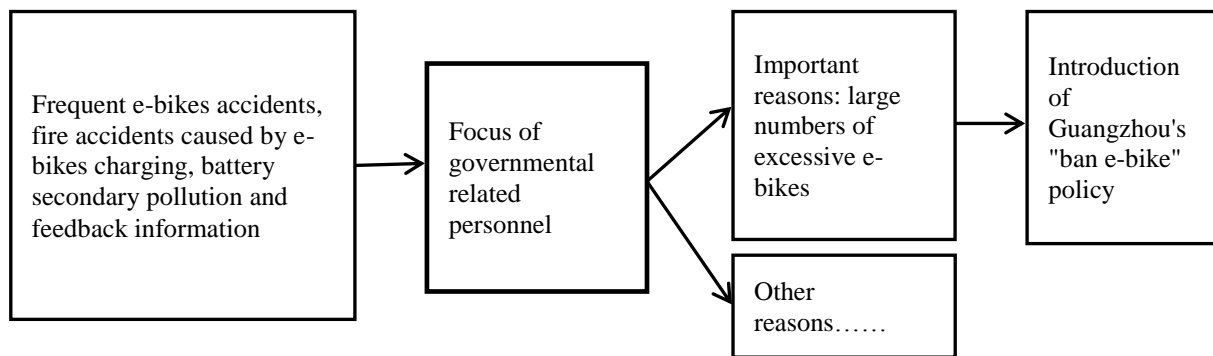 Frequent e-bikes accidents,
fire accidents caused by e-
bikes charging, battery
secondary pollution and
feedback information
Focus of
governmental
related
personnel
Important
reasons: large
numbers of
excessive e-
bikes
Other
reasons……
Introduction
of
Guangzhou's
"ban e-bike"
policy